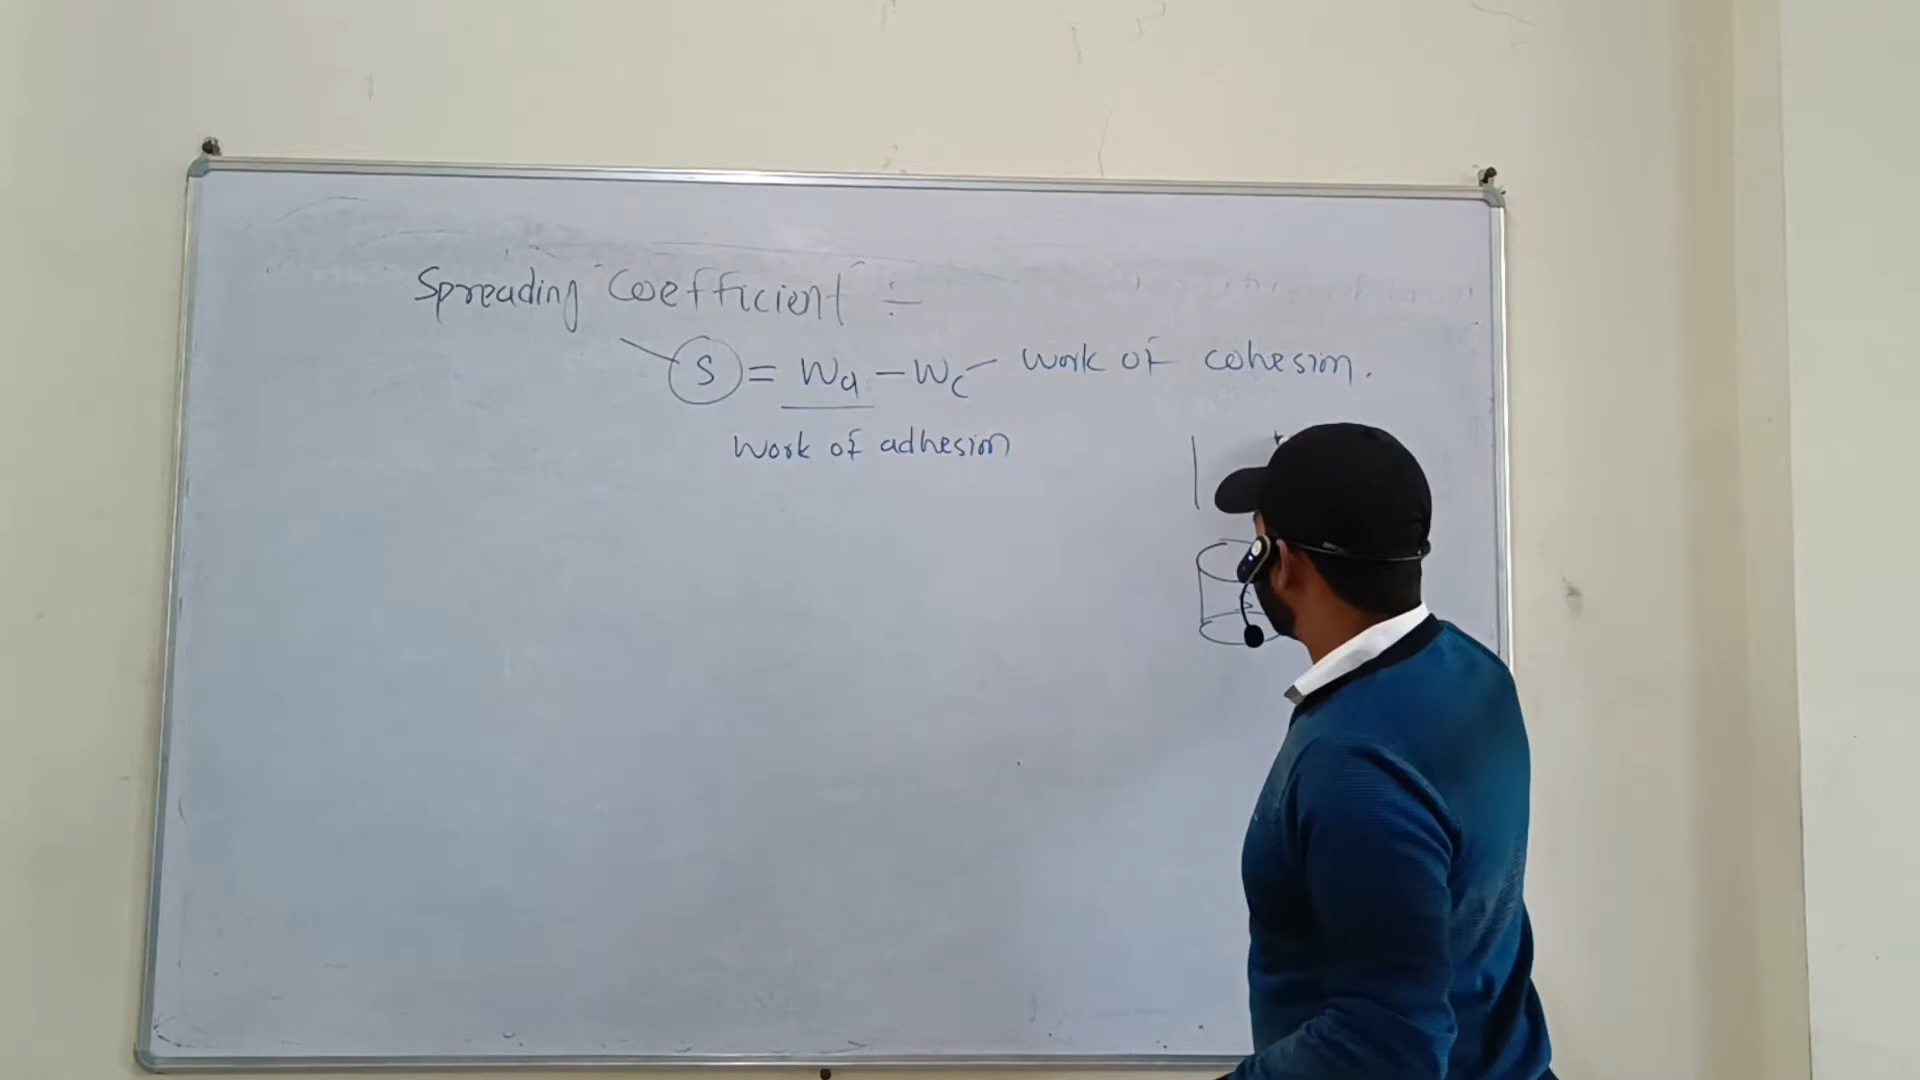 Spreading Coefficient :-
S = Wa - Wc - Work of cohesion.
Work of adhesion